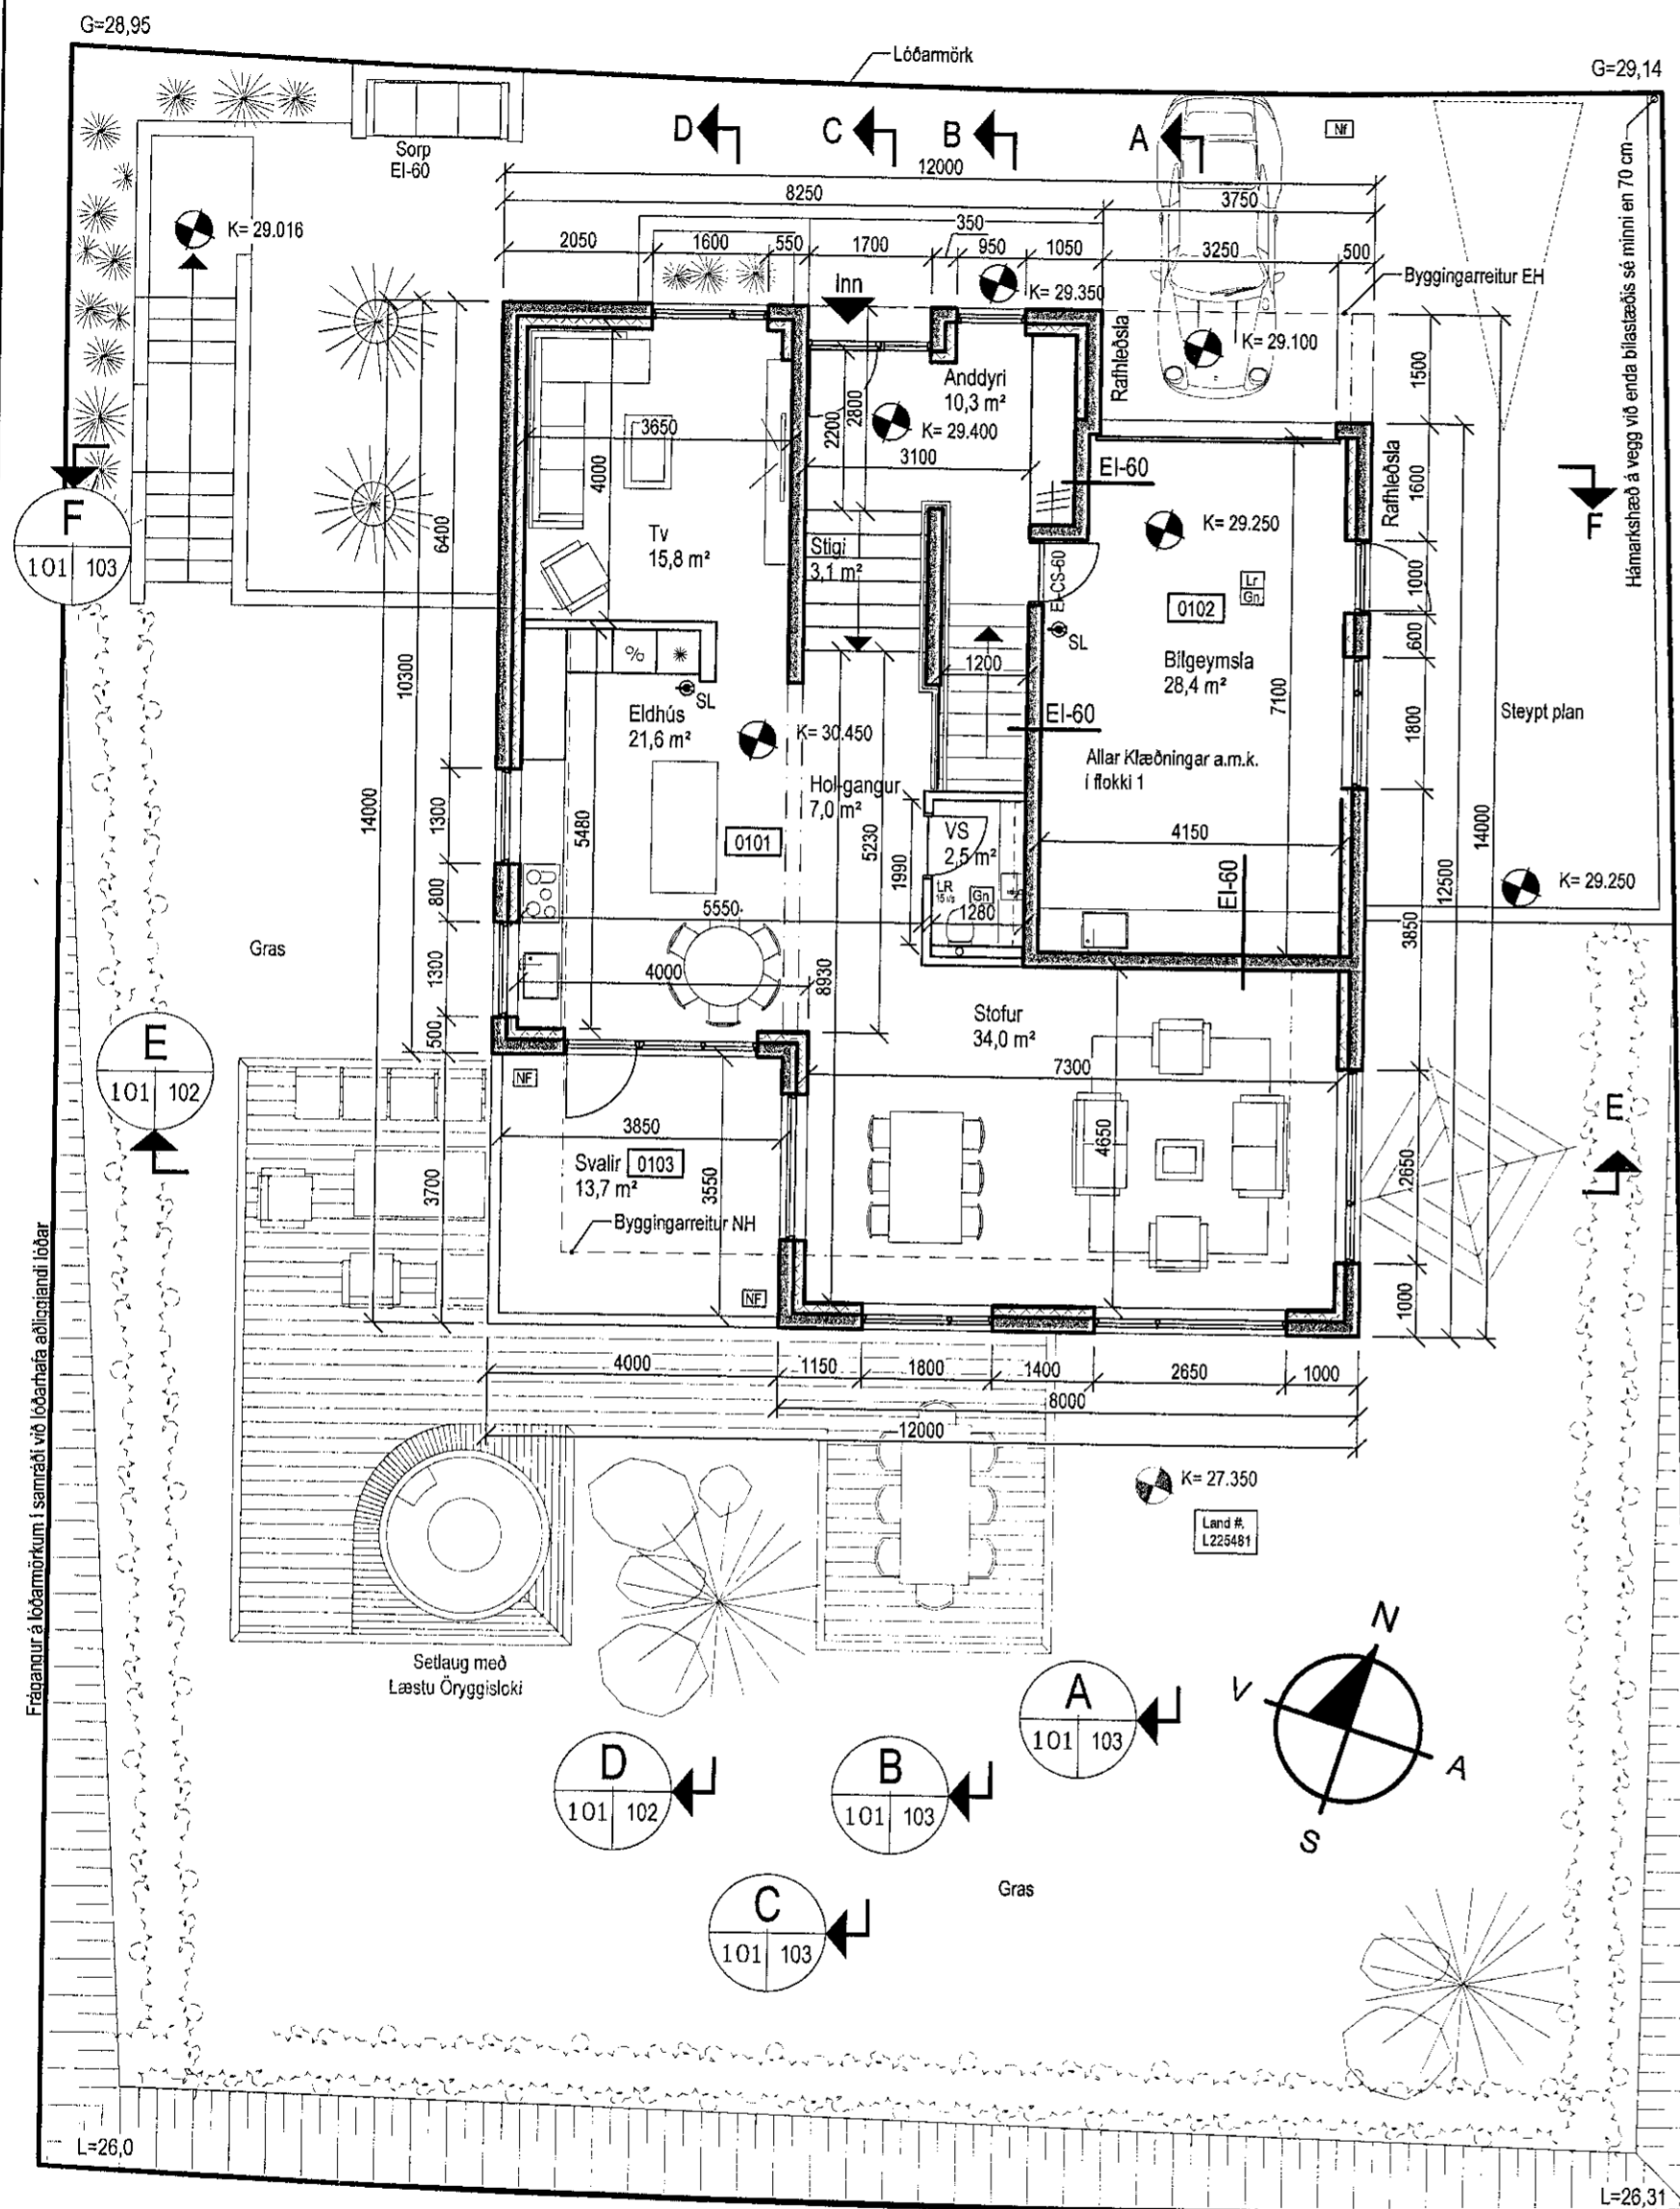 G=28,95
Lóðarmörk
G=29,14
Sorp
EI-60
D
C
B
A
Nf
Hámarkshæð á vegg við enda bílastæðis sé minni en 70 cm
12000
8250
3750
K= 29.016
350
2050
1600
550
1700
950
1050
3250
500
Byggingarreitur EH
Inn
K= 29.350
K= 29.100
Rafhleðsla
1500
Anddyri
10,3 m²
K= 29.400
2200
2800
3650
4000
3100
EI-60
Rafhleðsla
1600
F
101
103
F
6400
K= 29.250
Tv
15,8 m²
Stigi
3,1 m²
EI-CS-60
Lr
Gn
0102
1000
600
SL
10300
%
1200
Bílgeymsla
28,4 m²
7100
SL
Eldhús
21,6 m²
K= 30.450
EI-60
1800
Steypt plan
Allar Klæðningar a.m.k.
í flokki 1
Hol-gangur
7,0 m²
14000
1300
5480
0101
5230
1990
VS
2,5 m²
4150
14000
12500
800
LR
15 l/s
Gn
1280
EI-60
K= 29.250
5550
3850
Gras
1300
4000
8930
Stofur
34,0 m²
500
E
101
102
NF
7300
E
3850
4650
2650
Svalir
0103
13,7 m²
3700
3550
Byggingarreitur NH
NF
1000
Frágangur á lóðarmörkum í samráði við lóðarhafa aðliggjandi lóðar
4000
1150
1800
1400
2650
1000
8000
12000
K= 27.350
Land #.
L225481
Setlaug með
Læstu Öryggisloki
N
V
A
S
A
101
103
D
101
102
B
101
103
C
101
103
Gras
L=26,0
L=26,31